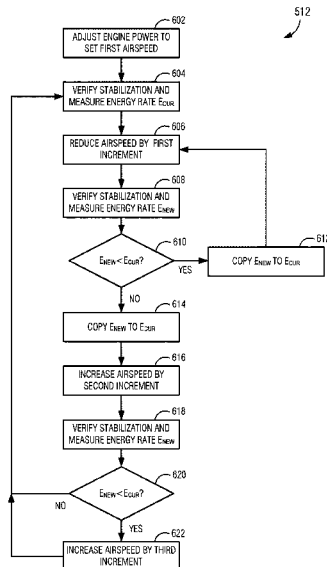 512
602
ADJUST ENGINE POWER TO
SET FIRST AIRSPEED
604
VERIFY STABILIZATION AND
MEASURE ENERGY RATE ECUR
606
REDUCE AIRSPEED BY FIRST
INCREMENT
608
VERIFY STABILIZATION AND
MEASURE ENERGY RATE ENEW
610
ENEW<ECUR?
YES
612
COPY ENEW TO ECUR
NO
614
COPY ENEW TO ECUR
616
INCREASE AIRSPEED BY
SECOND INCREMENT
618
VERIFY STABILIZATION AND
MEASURE ENERGY RATE ENEW
620
ENEW<ECUR?
NO
YES
622
INCREASE AIRSPEED BY THIRD
INCREMENT